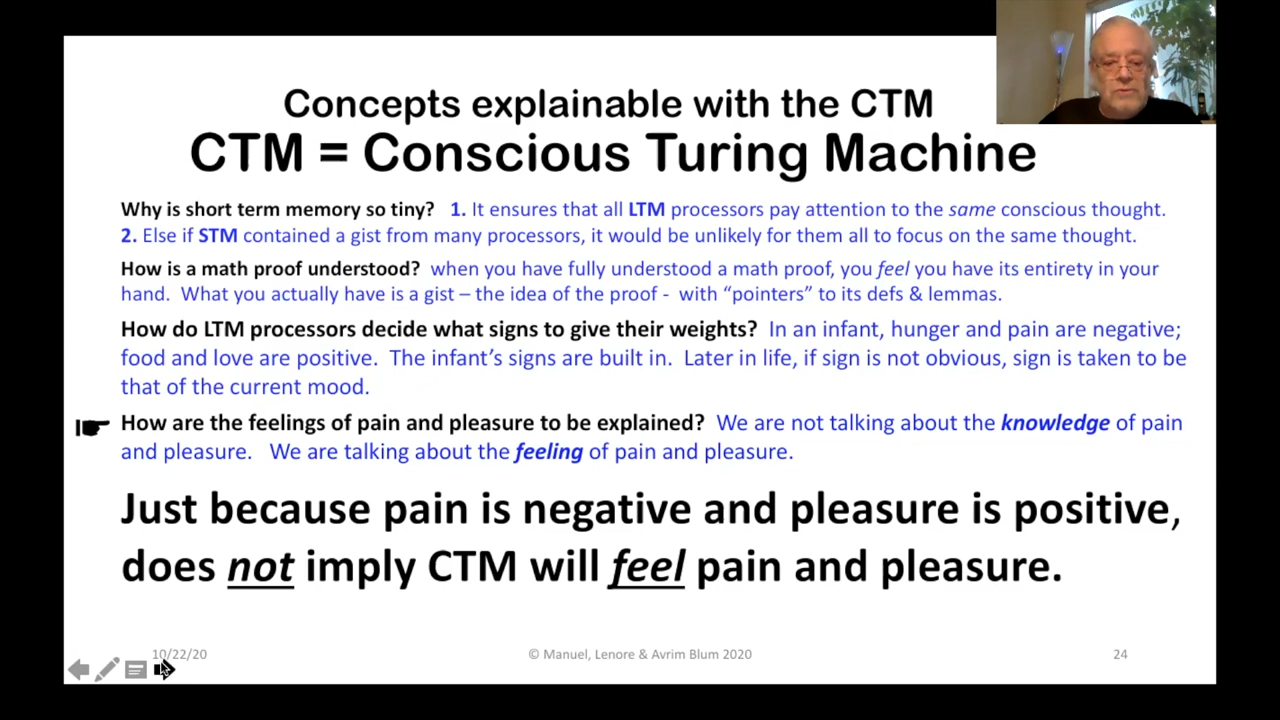 Concepts explainable with the CTM
CTM = Conscious Turing Machine
Why is short term memory so tiny? 1. It ensures that all LTM processors pay attention to the same conscious thought.
2. Else if STM contained a gist from many processors, it would be unlikely for them all to focus on the same thought.
How is a math proof understood? when you have fully understood a math proof, you feel you have its entirety in your
hand. What you actually have is a gist – the idea of the proof - with “pointers” to its defs & lemmas.
How do LTM processors decide what signs to give their weights? In an infant, hunger and pain are negative;
food and love are positive. The infant’s signs are built in. Later in life, if sign is not obvious, sign is taken to be
that of the current mood.
How are the feelings of pain and pleasure to be explained? We are not talking about the knowledge of pain
and pleasure. We are talking about the feeling of pain and pleasure.
Just because pain is negative and pleasure is positive,
does not imply CTM will feel pain and pleasure.
10/22/20
© Manuel, Lenore & Avrim Blum 2020
24